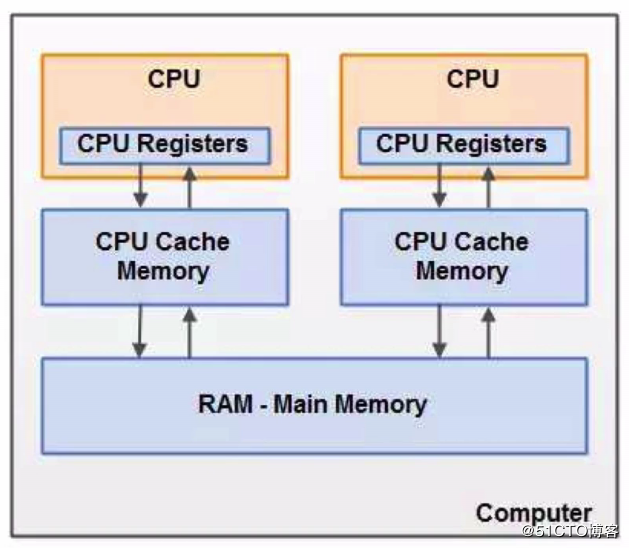 CPU
CPU
CPU Registers
CPU Registers
CPU Cache
Memory
CPU Cache
Memory
RAM - Main Memory
Computer
@51CTO博客